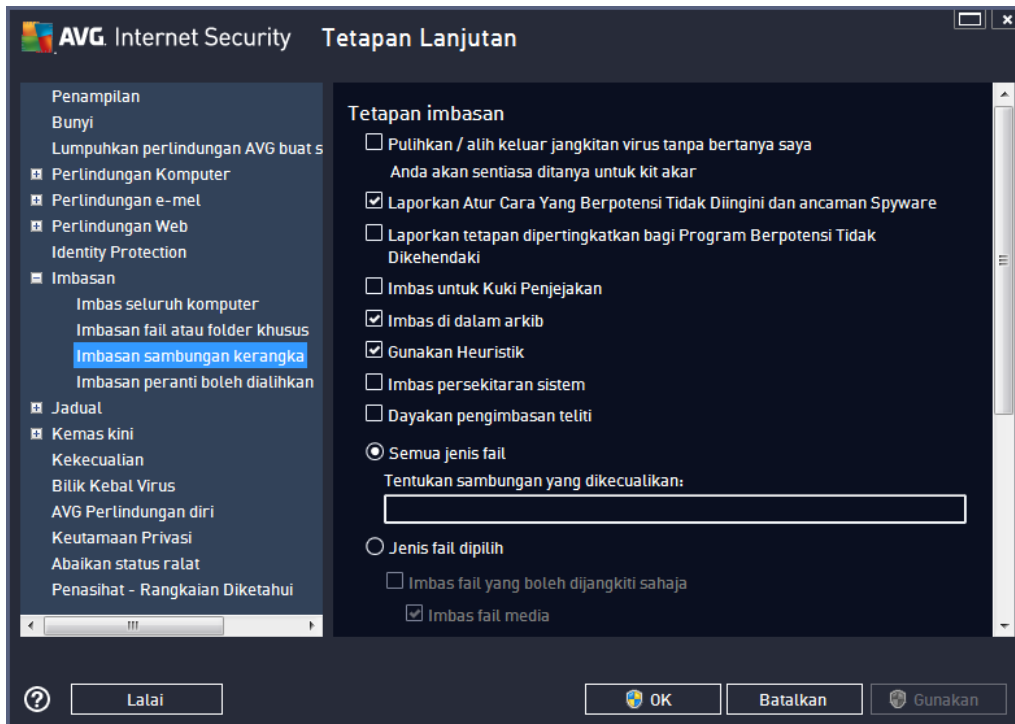 AVG. Internet Security Tetapan Lanjutan
Penampilan
Bunyi
Lumpuhkan perlindungan AVG buat s
Perlindungan Komputer
Perlindungan e-mel
Perlindungan Web
Identity Protection
Imbasan
Imbas seluruh komputer
Imbasan fail atau folder khusus
Imbasan sambungan kerangka
Imbasan peranti boleh dialihkan
Jadual
Kemas kini
Kekecualian
Bilik Kebal Virus
AVG Perlindungan diri
Keutamaan Privasi
Abaikan status ralat
Penasihat - Rangkaian Diketahui
Tetapan imbasan
Pulihkan / alih keluar jangkitan virus tanpa bertanya saya
Anda akan sentiasa ditanya untuk kit akar
Laporkan Atur Cara Yang Berpotensi Tidak Diingini dan ancaman Spyware
Laporkan tetapan dipertingkatkan bagi Program Berpotensi Tidak
Dikehendaki
Imbas untuk Kuki Penjejakan
Imbas di dalam arkib
Gunakan Heuristik
Imbas persekitaran sistem
Dayakan pengimbasan teliti
Semua jenis fail
Tentukan sambungan yang dikecualikan:
Jenis fail dipilih
Imbas fail yang boleh dijangkiti sahaja
Imbas fail media
Lalai
OK
Batalkan
Gunakan